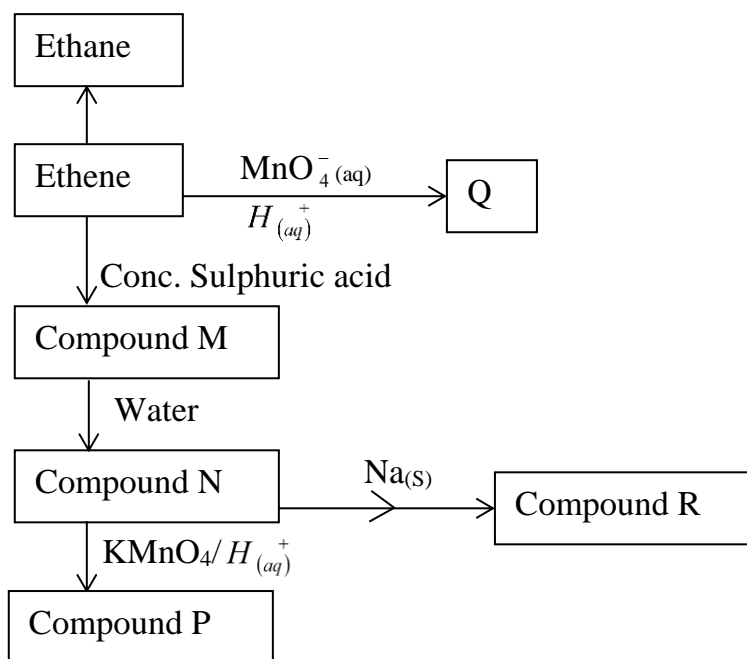 Ethane
Ethene
MnO₄⁻(aq)
H(aq)⁺
Q
Conc. Sulphuric acid
Compound M
Water
Compound N
Na(S)
Compound R
KMnO₄/H(aq)⁺
Compound P